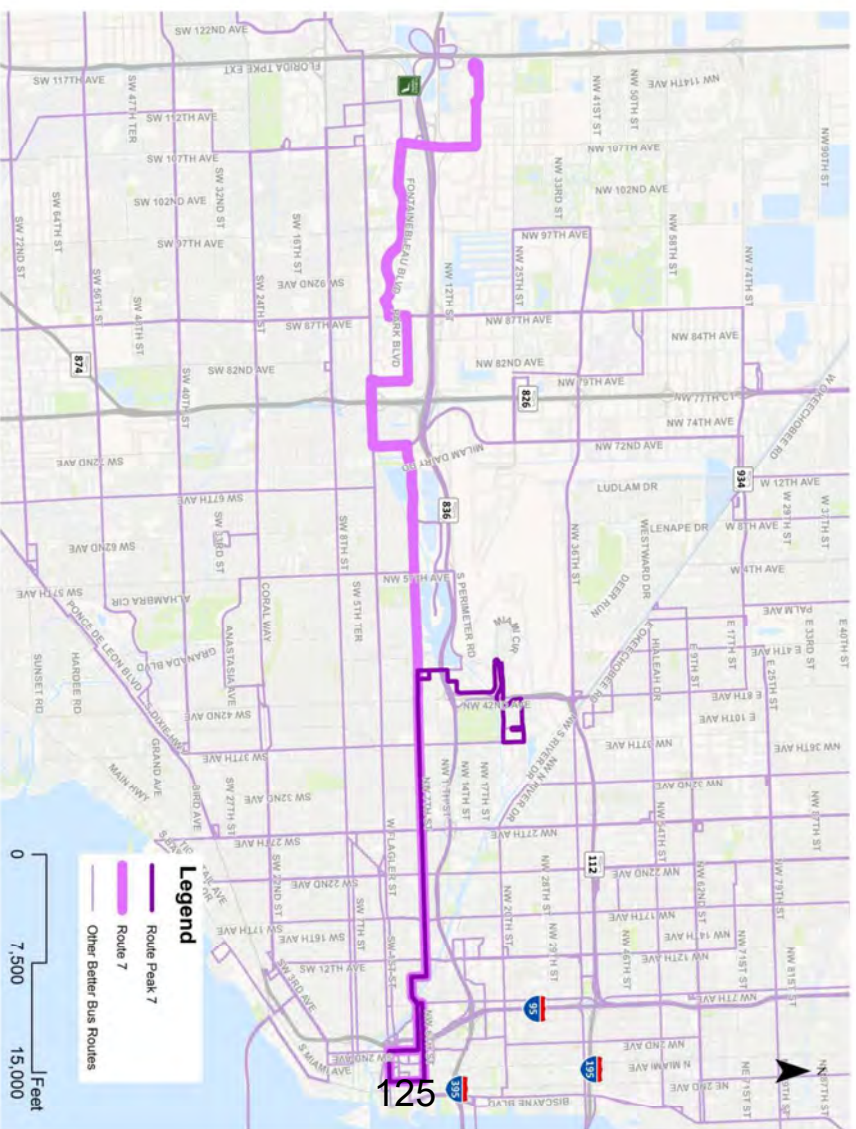 SW 122ND AVE
FLORIDA TPKE EXT
SW 117TH AVE
SW 47TH TER
SW 112TH AVE
SW 107TH AVE
SW 32ND ST
SW 102ND AVE
SW 16TH ST
SW 64TH ST
SW 97TH AVE
SW 72ND ST
SW 92ND AVE
SW 56TH ST
SW 24TH ST
SW 87TH AVE
SW 82ND AVE
SW 40TH ST
874
SW 72ND AVE
SW 67TH AVE
SW 62ND AVE
SW 8TH ST
SW 57TH AVE
ALHAMBRA CIR
CORAL WAY
SW 5TH TER
PONCE DE LEON BLVD
GRANADA BLVD
ANASTASIA AVE
SUNSET RD
HARDEE RD
S DIXIE HWY
SW 42ND AVE
GRAND AVE
SW 37TH AVE
MAIN HWY
BIRD AVE
SW 27TH ST
SW 32ND AVE
SW 27TH AVE
SW 22ND ST
SW 22ND AVE
SW 17TH AVE
SW 16TH AVE
SW 7TH ST
SW 12TH AVE
SW 3RD AVE
SW 1ST ST
S MIAMI AVE
SW 2ND AVE
W FLAGLER ST
FONTAINEBLEAU BLVD
PARK BLVD
NW 12TH ST
NW 114TH AVE
NW 50TH ST
NW 41ST ST
NW 107TH AVE
NW 90TH ST
NW 33RD ST
NW 102ND AVE
NW 97TH AVE
NW 25TH ST
NW 58TH ST
NW 74TH ST
NW 87TH AVE
NW 84TH AVE
NW 82ND AVE
NW 79TH AVE
826
NW 77TH CT
W OKEECHOBEE RD
NW 74TH AVE
NW 72ND AVE
MILAM DAIRY RD
836
934
W 12TH AVE
LUDLAM DR
W 29TH ST
W 37TH ST
W 8TH AVE
LENAPE DR
WESTWARD DR
NW 36TH ST
W 4TH AVE
DEER RUN
NW 57TH AVE
S PERIMETER RD
PALM AVE
E 40TH ST
E 33RD ST
E 4TH AVE
E 17TH ST
E 25TH ST
E 9TH ST
HIALEAH DR
E 8TH AVE
E 10TH AVE
NW 42ND AVE
NW S RIVER DR
NW N RIVER DR
NW 37TH AVE
NW 36TH AVE
NW 32ND AVE
NW 17TH ST
NW 14TH ST
NW 54TH ST
NW 27TH AVE
NW 22ND AVE
112
NW 28TH ST
NW 20TH ST
NW 62ND ST
NW 79TH ST
NW 17TH AVE
NW 29TH ST
NW 46TH ST
NW 14TH AVE
NW 71ST ST
NW 12TH AVE
NW 81ST ST
NW 7TH AVE
95
NW 2ND AVE
N MIAMI AVE
195
NE 2ND AVE
NE 71ST ST
BISCAYNE BLVD
395
N
Legend
Route Peak 7
Route 7
Other Better Bus Routes
0 7,500 15,000
Feet
125